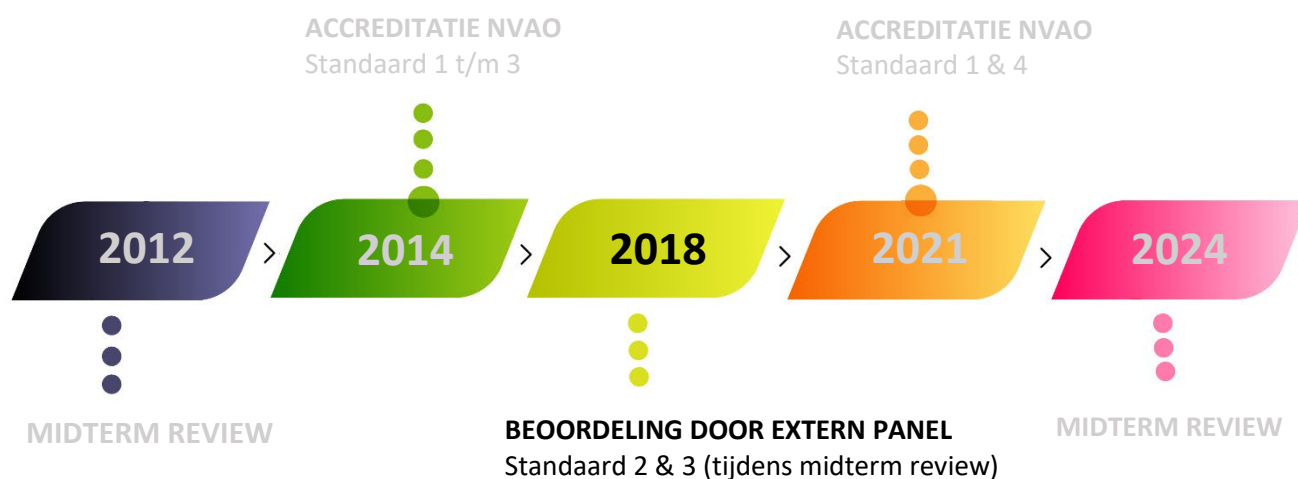 ACCREDITATIE NVAO
Standaard 1 t/m 3
ACCREDITATIE NVAO
Standaard 1 & 4
2012
2014
2018
2021
2024
MIDTERM REVIEW
BEOORDELING DOOR EXTERN PANEL
Standaard 2 & 3 (tijdens midterm review)
MIDTERM REVIEW